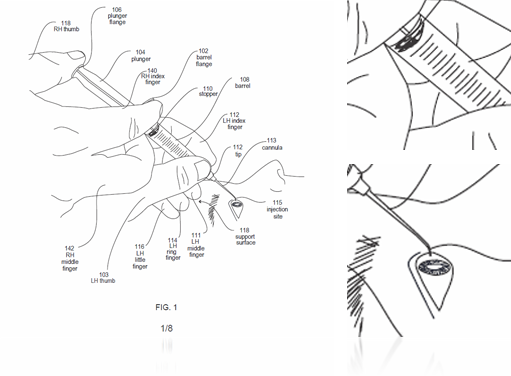 106
plunger
flange
118
RH thumb
104
plunger
102
barrel
flange
140
RH index
finger
108
barrel
110
stopper
112
LH index
finger
113
cannula
112
tip
115
injection
site
118
support
surface
111
LH
middle
finger
114
LH
ring
finger
116
LH
little
finger
142
RH
middle
finger
103
LH thumb
FIG. 1
1/8